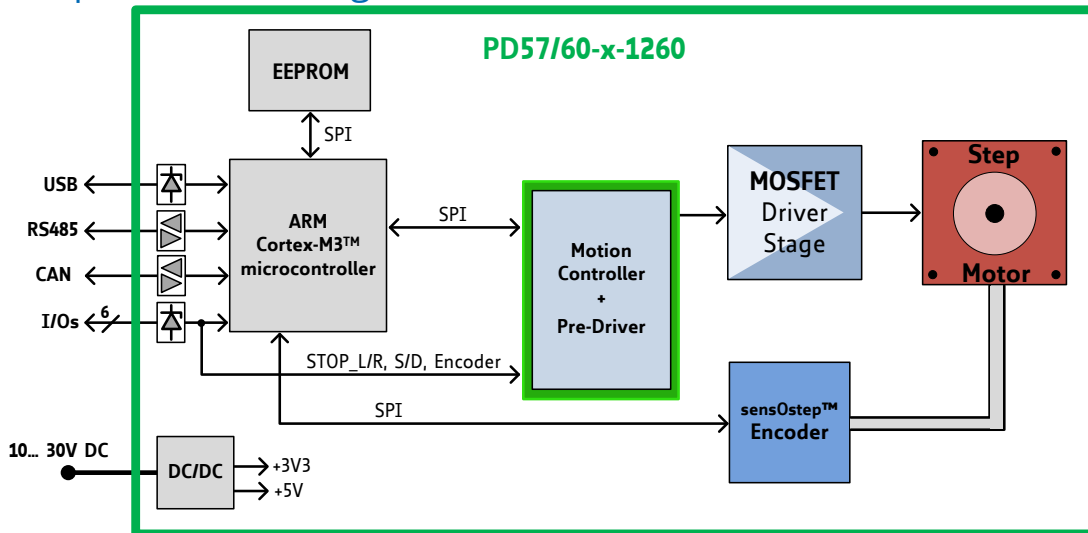 PD57/60-x-1260
EEPROM
SPI
USB
RS485
CAN
I/Os
6
ARM
Cortex-M3™
microcontroller
SPI
Motion
Controller
+
Pre-Driver
MOSFET
Driver
Stage
Step
Motor
STOP_L/R, S/D, Encoder
SPI
sensOstep™
Encoder
10... 30V DC
DC/DC
+3V3
+5V